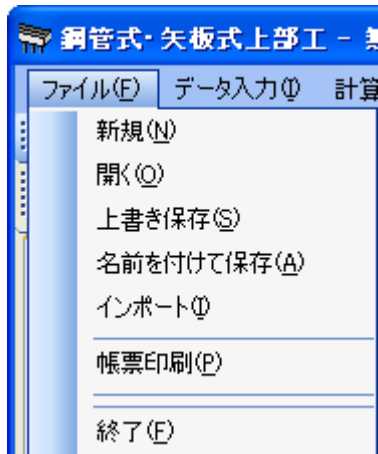 鋼管式・矢板式上部工 -
ファイル(F) データ入力(I) 計算
新規(N)
開く(O)
上書き保存(S)
名前を付けて保存(A)
インポート(I)
帳票印刷(P)
終了(E)